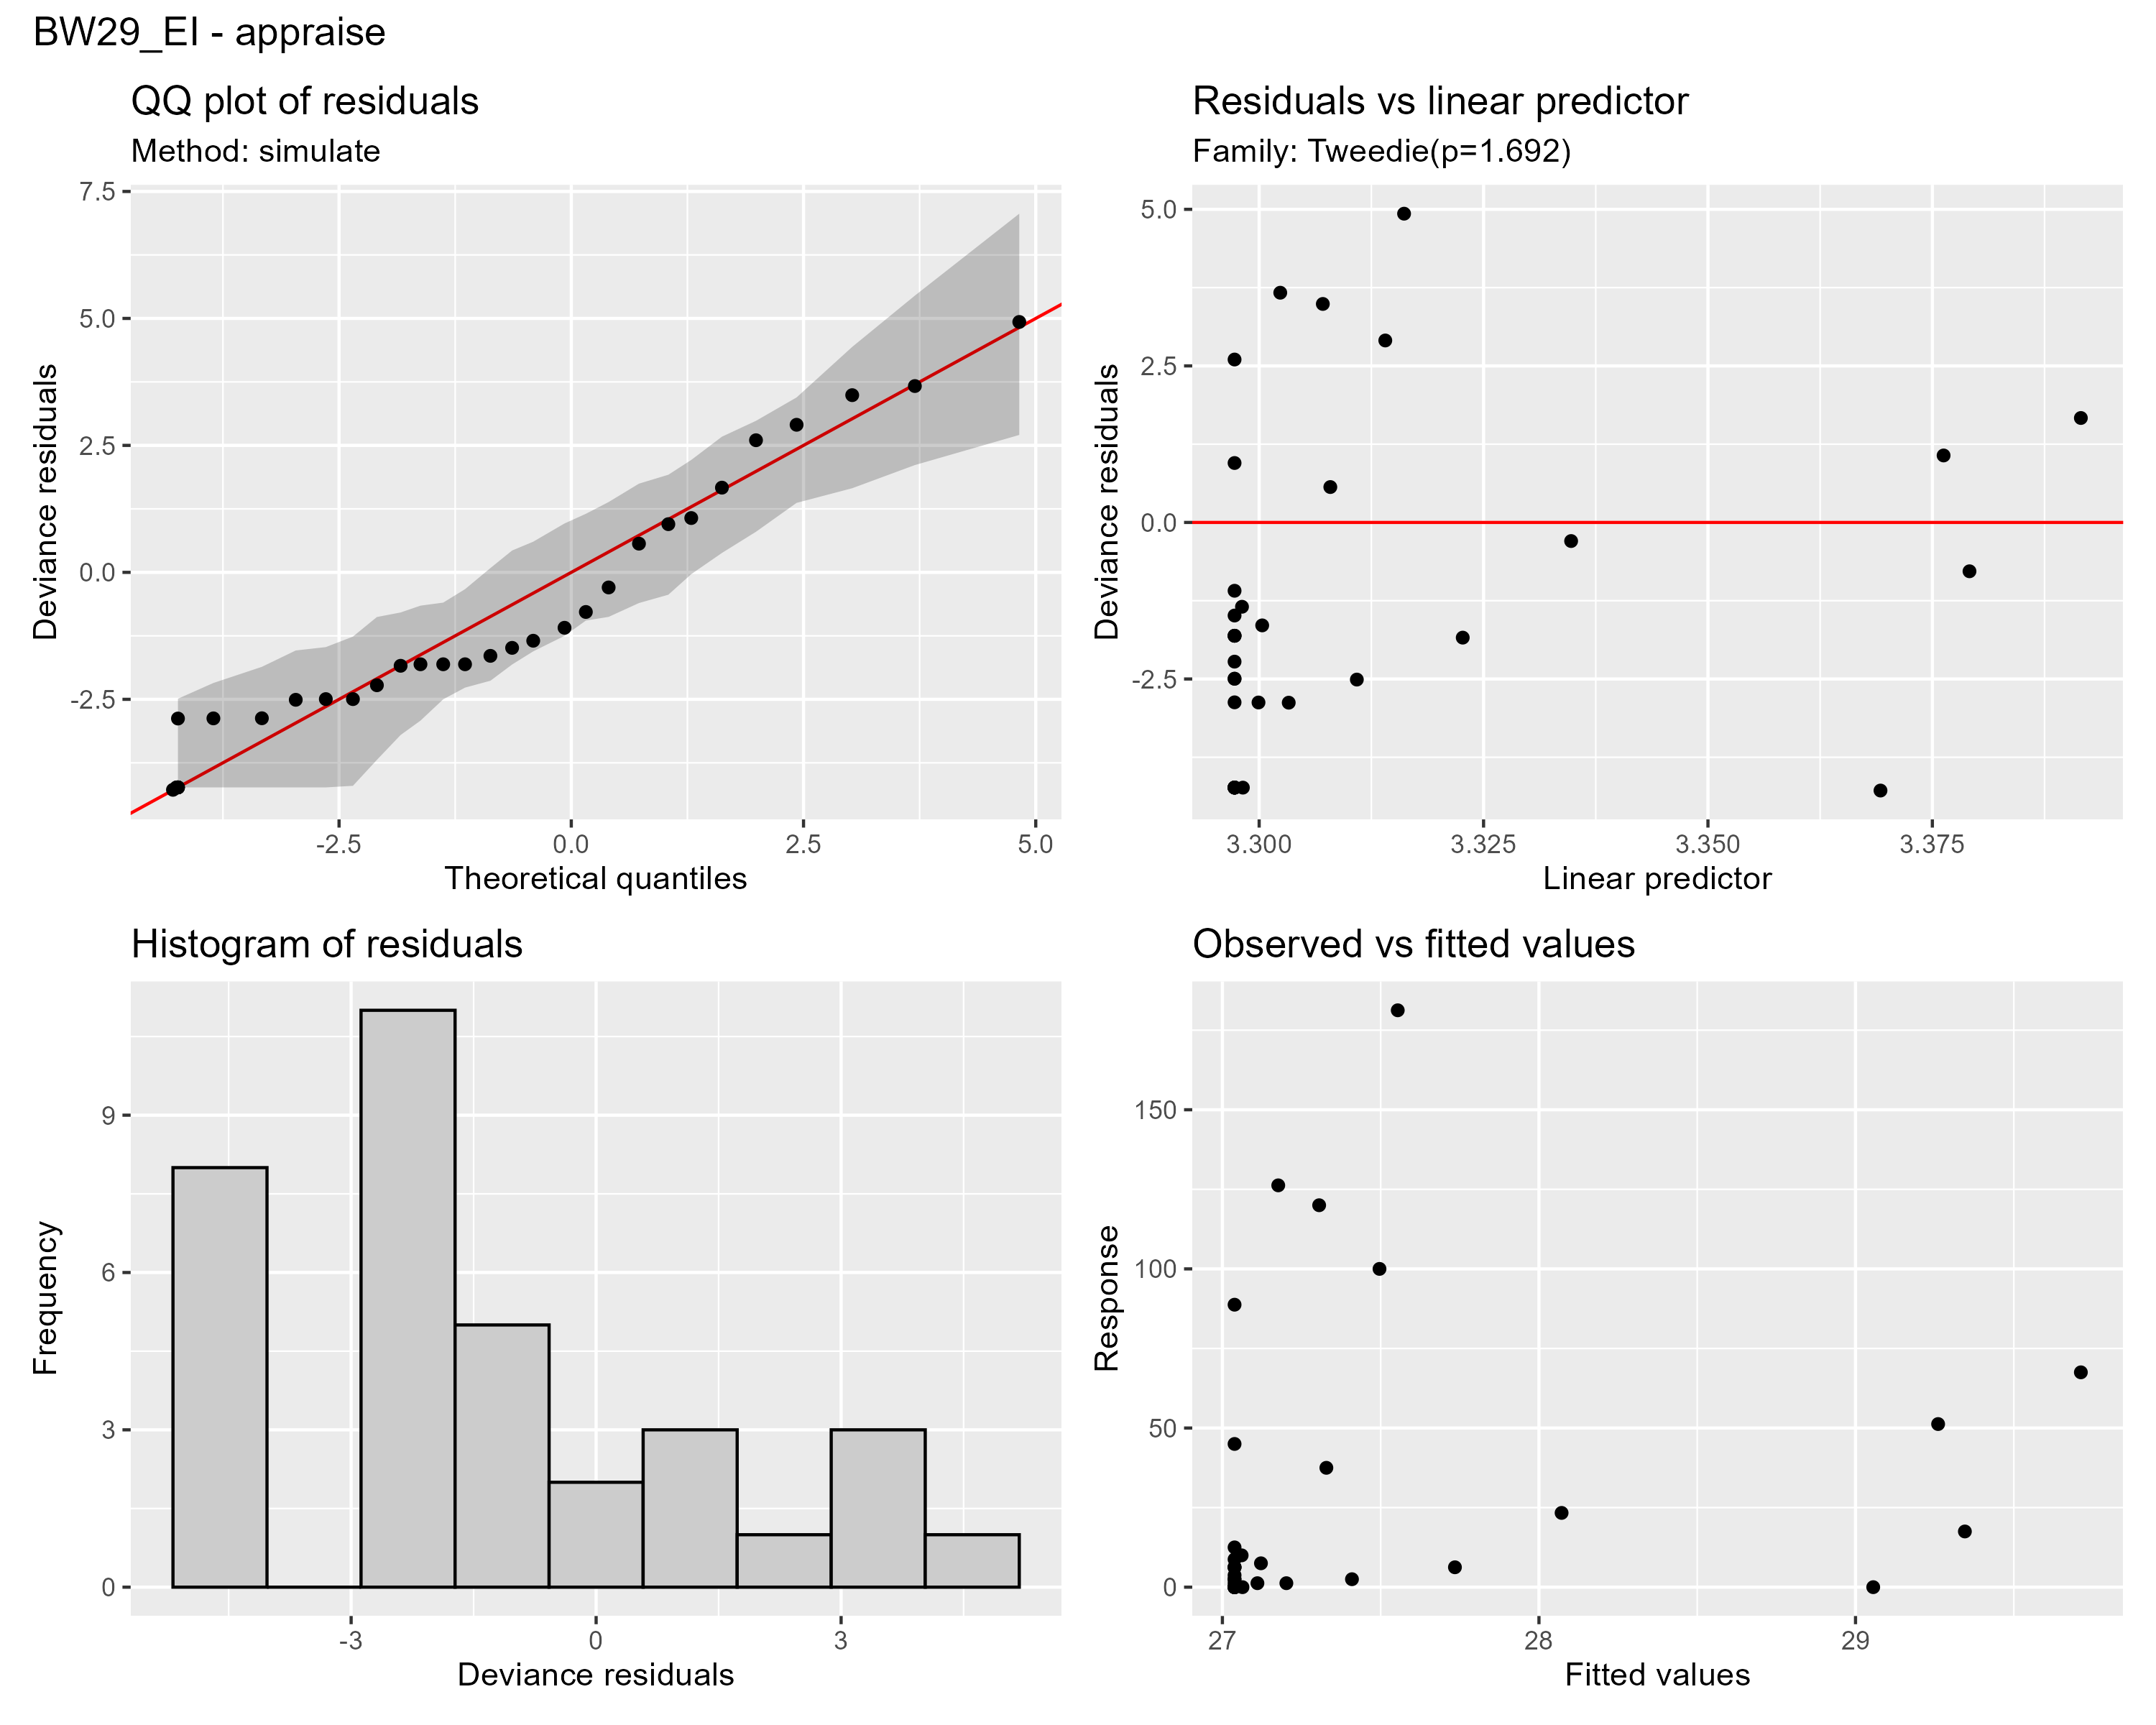 BW29_EI - appraise
QQ plot of residuals
Method: simulate
7.5
5.0
2.5
0.0
-2.5
Deviance residuals
-2.5
0.0
2.5
5.0
Theoretical quantiles
Residuals vs linear predictor
Family: Tweedie(p=1.692)
5.0
2.5
0.0
-2.5
Deviance residuals
3.300
3.325
3.350
3.375
Linear predictor
Histogram of residuals
9
6
3
0
Frequency
-3
0
3
Deviance residuals
Observed vs fitted values
150
100
50
0
Response
27
28
29
Fitted values